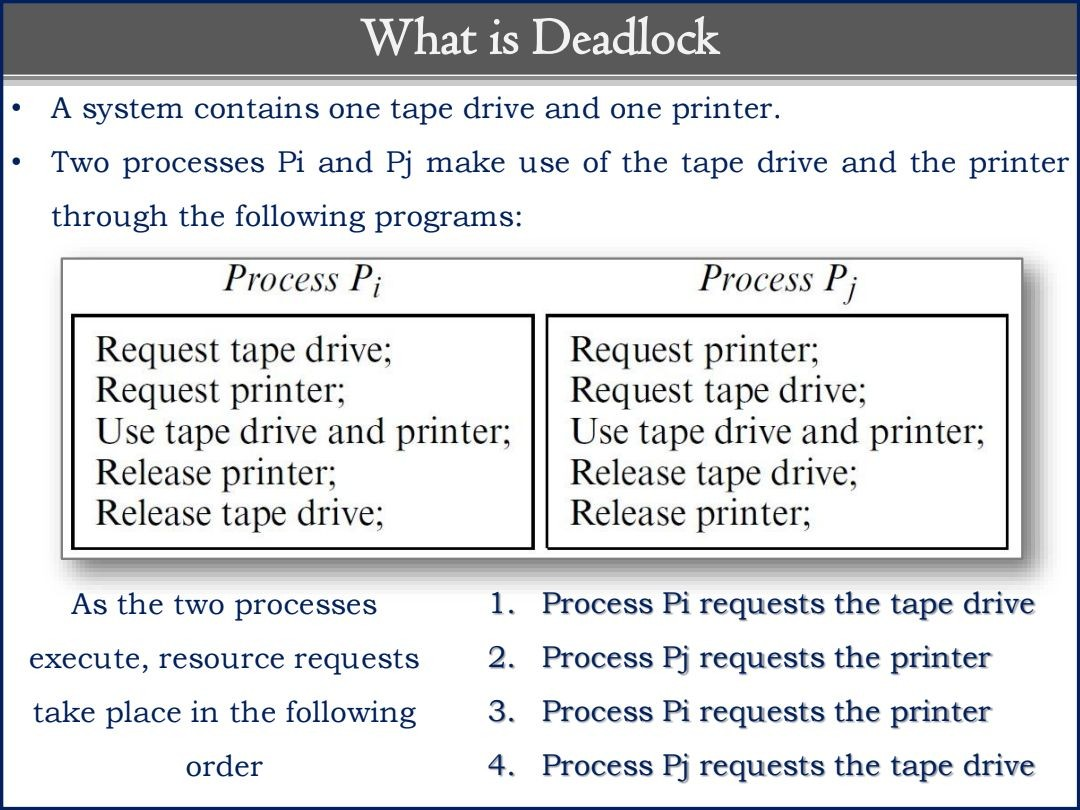 What is Deadlock
• A system contains one tape drive and one printer.
• Two processes Pi and Pj make use of the tape drive and the printer
through the following programs:
Process Pi
Request tape drive;
Request printer;
Use tape drive and printer;
Release printer;
Release tape drive;
Process Pj
Request printer;
Request tape drive;
Use tape drive and printer;
Release tape drive;
Release printer;
As the two processes
execute, resource requests
take place in the following
order
1. Process Pi requests the tape drive
2. Process Pj requests the printer
3. Process Pi requests the printer
4. Process Pj requests the tape drive